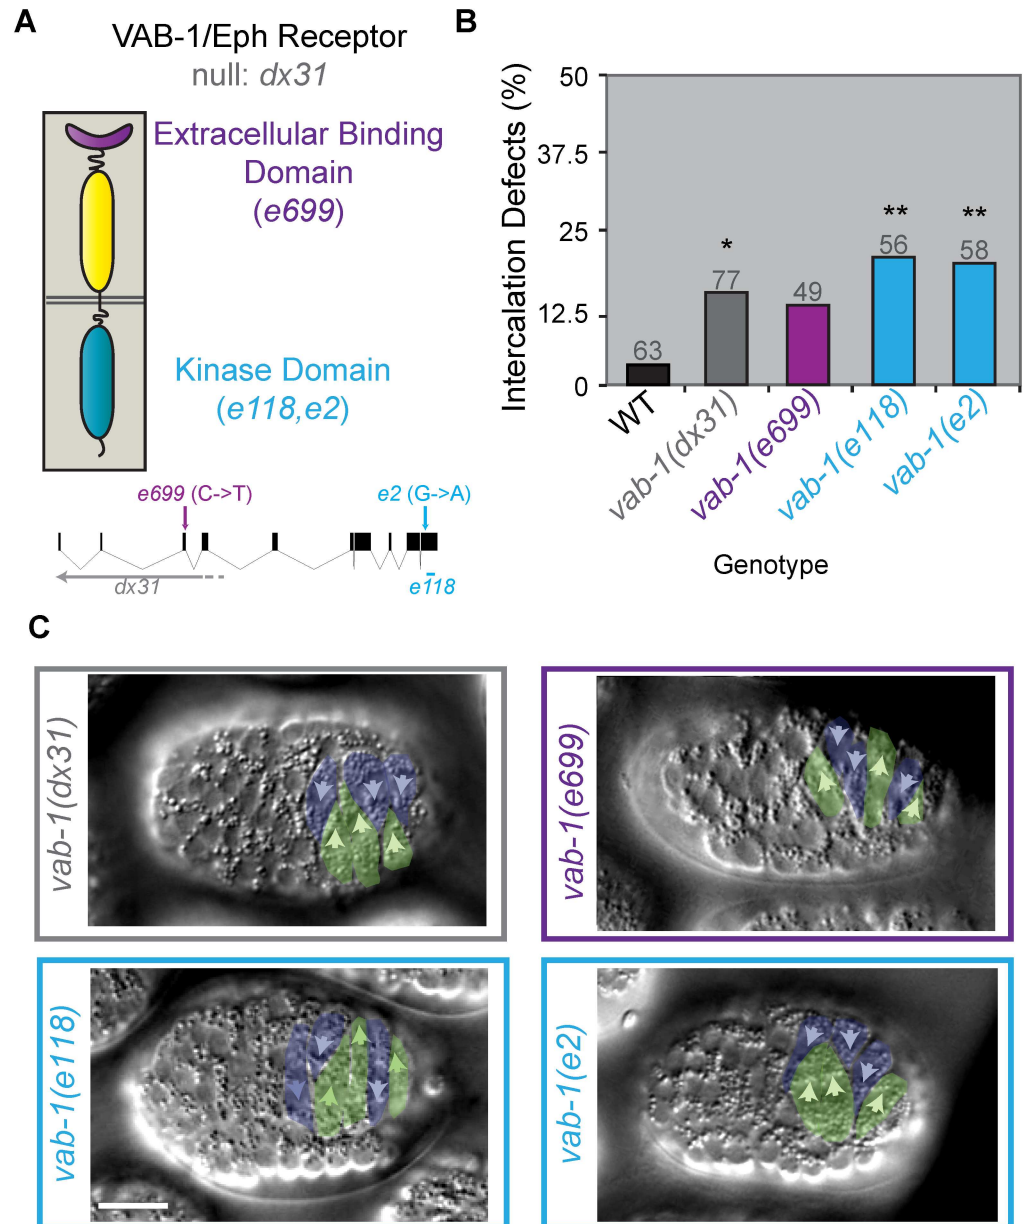 A
VAB-1/Eph Receptor
null: dx31
Extracellular Binding
Domain
(e699)
Kinase Domain
(e118,e2)
e699 (C->T)
e2 (G->A)
dx31
e118
B
Intercalation Defects (%)
50
37.5
25
12.5
0
63
*
77
49
**
56
**
58
WT
vab-1(dx31)
vab-1(e699)
vab-1(e118)
vab-1(e2)
Genotype
C
vab-1(dx31)
vab-1(e699)
vab-1(e118)
vab-1(e2)